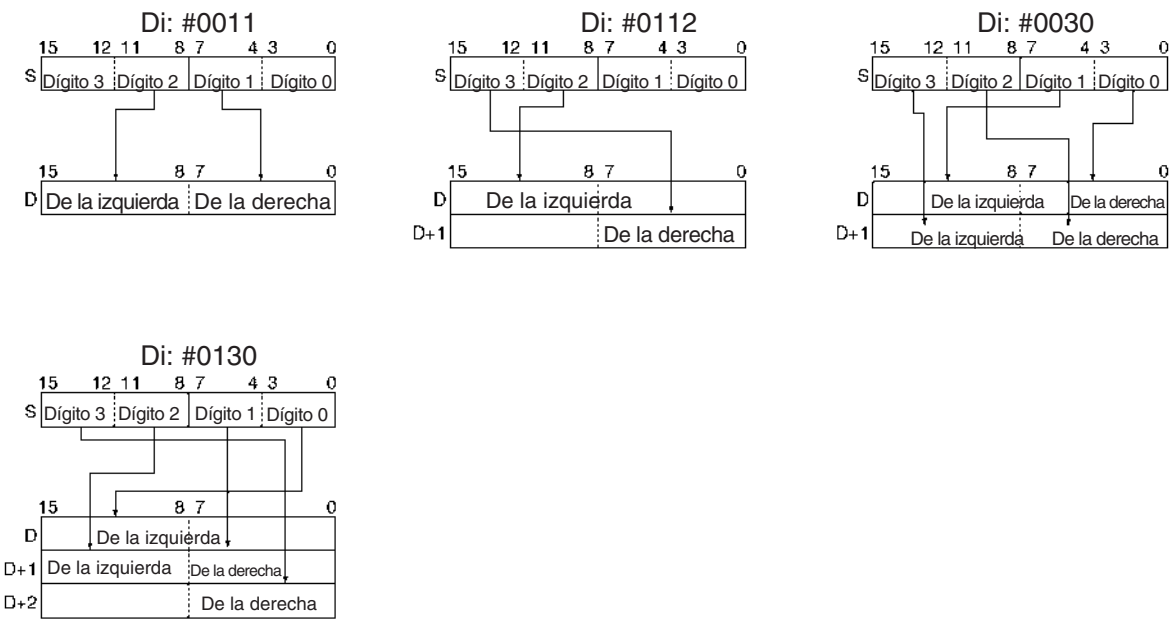 Di: #0011
15 12 11 8 7 4 3 0
S Dígito 3 Dígito 2 Dígito 1 Dígito 0
15 8 7 0
D De la izquierda De la derecha
Di: #0112
15 12 11 8 7 4 3 0
S Dígito 3 Dígito 2 Dígito 1 Dígito 0
15 8 7 0
D De la izquierda
D+1 De la derecha
Di: #0030
15 12 11 8 7 4 3 0
S Dígito 3 Dígito 2 Dígito 1 Dígito 0
15 8 7 0
D De la izquierda De la derecha
D+1 De la izquierda De la derecha
Di: #0130
15 12 11 8 7 4 3 0
S Dígito 3 Dígito 2 Dígito 1 Dígito 0
15 8 7 0
D De la izquierda
D+1 De la izquierda De la derecha
D+2 De la derecha